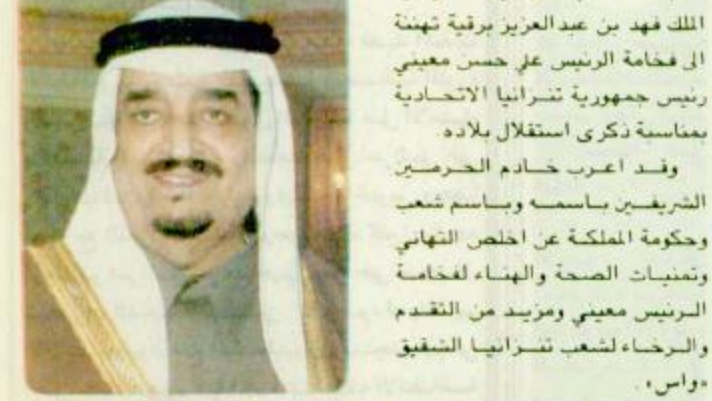 الملك فهد بن عبدالعزيز برقية تهنئة
الى فخامة الرئيس علي حسن معيني
رئيس جمهورية تنزانيا الاتحادية
بمناسبة ذكرى استقلال بلاده.
وقد اعرب خادم الحرمين
الشريفين باسمه وباسم شعب
وحكومة المملكة عن اخلص التهاني
وتمنيات الصحة والهناء لفخامة
الرئيس معيني ومزيد من التقدم
والرخاء لشعب تنزانيا الشقيق
«واس».